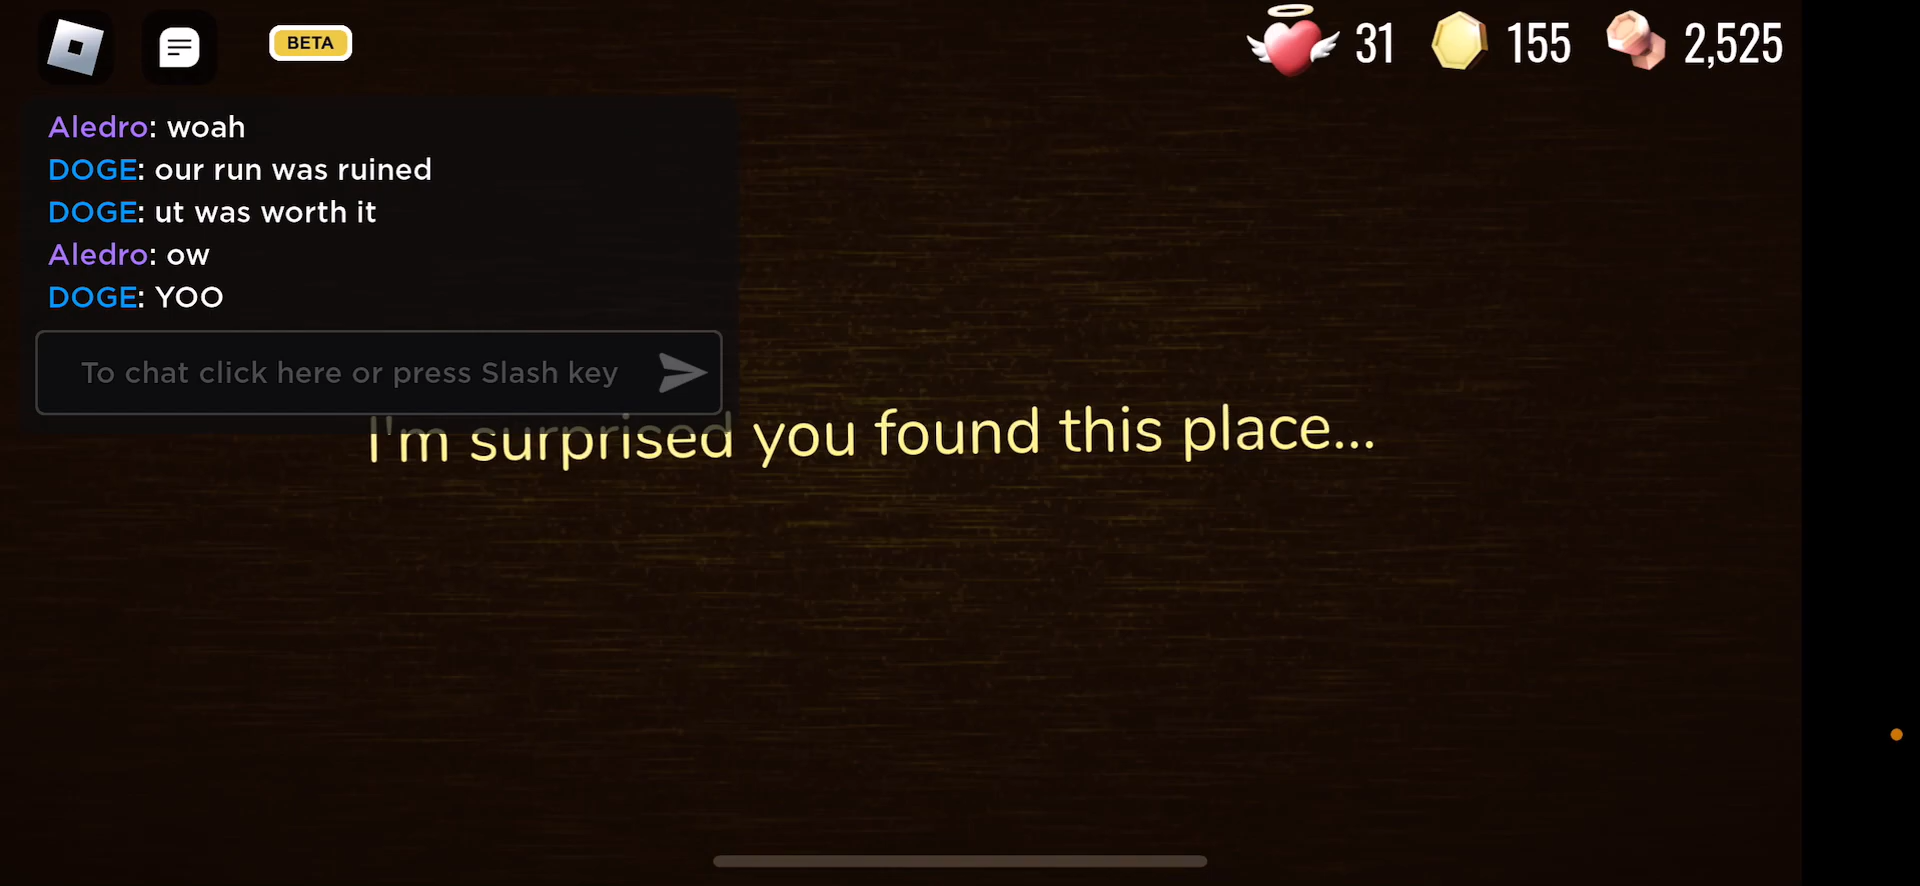 BETA
31 155 2,525
Aledro: woah
DOGE: our run was ruined
DOGE: ut was worth it
Aledro: ow
DOGE: YOO
To chat click here or press Slash key
I'm surprised you found this place...